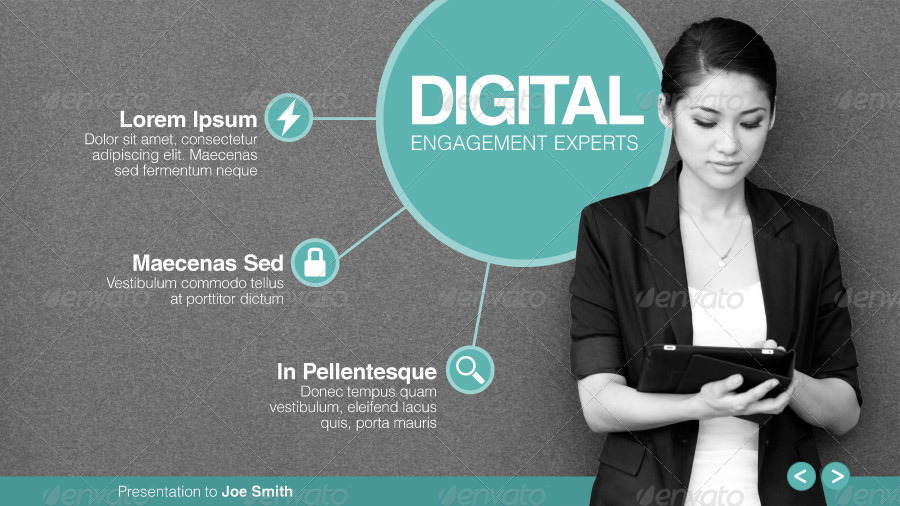 DIGITAL
ENGAGEMENT EXPERTS
Lorem Ipsum
Dolor sit amet, consectetur
adipiscing elit. Maecenas
sed fermentum neque
Maecenas Sed
Vestibulum commodo tellus
at porttitor dictum
In Pellentesque
Donec tempus quam
vestibulum, eleifend lacus
quis, porta mauris
Presentation to Joe Smith
< >
envato